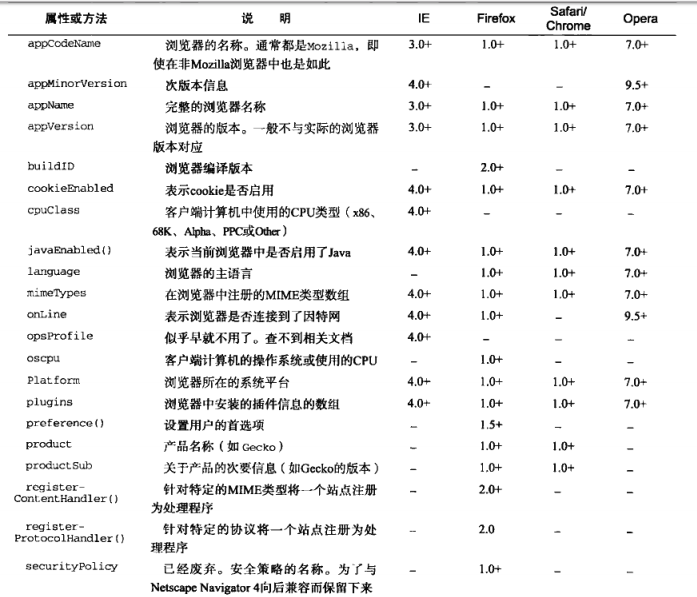 属性或方法 说 明 IE Firefox Safari/ Chrome Opera
appCodeName 浏览器的名称。通常都是Mozilla，即 3.0+ 1.0+ 1.0+ 7.0+
使在非Mozilla浏览器中也是如此
appMinorVersion 次版本信息 4.0+ – – 9.5+
appName 完整的浏览器名称 3.0+ 1.0+ 1.0+ 7.0+
appVersion 浏览器的版本。一般不与实际的浏览器 3.0+ 1.0+ 1.0+ 7.0+
版本对应
buildID 浏览器编译版本 – 2.0+ – –
cookieEnabled 表示cookie是否启用 4.0+ 1.0+ 1.0+ 7.0+
cpuClass 客户端计算机中使用的CPU类型（x86、 4.0+ – – –
68K、Alpha、PPC或Other）
javaEnabled() 表示当前浏览器中是否启用了Java 4.0+ 1.0+ 1.0+ 7.0+
language 浏览器的主语言 – 1.0+ 1.0+ 7.0+
mimeTypes 在浏览器中注册的MIME类型数组 4.0+ 1.0+ 1.0+ 7.0+
onLine 表示浏览器是否连接到了因特网 4.0+ 1.0+ – 9.5+
opsProfile 似乎早就不用了。查不到相关文档 4.0+ – – –
oscpu 客户端计算机的操作系统或使用的CPU – 1.0+ – –
Platform 浏览器所在的系统平台 4.0+ 1.0+ 1.0+ 7.0+
plugins 浏览器中安装的插件信息的数组 4.0+ 1.0+ 1.0+ 7.0+
preference() 设置用户的首选项 – 1.5+ – –
product 产品名称（如 Gecko） – 1.0+ 1.0+ –
productSub 关于产品的次要信息（如Gecko的版本） – 1.0+ 1.0+ –
register- 针对特定的MIME类型将一个站点注册 – 2.0+ – –
ContentHandler() 为处理程序
register- 针对特定的协议将一个站点注册为处 – 2.0 – –
ProtocolHandler() 理程序
securityPolicy 已经废弃。安全策略的名称。为了与 – 1.0+ – –
Netscape Navigator 4向后兼容而保留下来